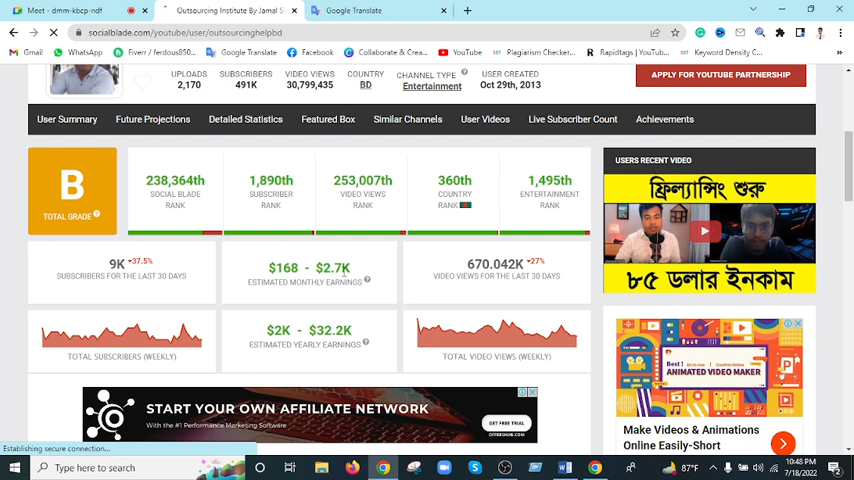 Meet - dmm-kbcp-ndf
Outsourcing Institute By Jamal S
Google Translate
socialblade.com/youtube/user/outsourcinghelpbd
Gmail
WhatsApp
Fiverr / ferdous850...
Google Translate
Facebook
Collaborate & Crea...
YouTube
Plagiarism Checker...
Rapidtags | YouTub...
Keyword Density C...
UPLOADS
2,170
SUBSCRIBERS
491K
VIDEO VIEWS
30,799,435
COUNTRY
BD
CHANNEL TYPE
Entertainment
USER CREATED
Oct 29th, 2013
APPLY FOR YOUTUBE PARTNERSHIP
User Summary
Future Projections
Detailed Statistics
Featured Box
Similar Channels
User Videos
Live Subscriber Count
Achievements
B
TOTAL GRADE
238,364th
SOCIAL BLADE
RANK
1,890th
SUBSCRIBER
RANK
253,007th
VIDEO VIEWS
RANK
360th
COUNTRY
RANK
1,495th
ENTERTAINMENT
RANK
USERS RECENT VIDEO
ফ্রিল্যান্সিং শুরু
৮৫ ডলার ইনকাম
9K -37.5%
SUBSCRIBERS FOR THE LAST 30 DAYS
$168 - $2.7K
ESTIMATED MONTHLY EARNINGS
670.042K -27%
VIDEO VIEWS FOR THE LAST 30 DAYS
TOTAL SUBSCRIBERS (WEEKLY)
$2K - $32.2K
ESTIMATED YEARLY EARNINGS
TOTAL VIDEO VIEWS (WEEKLY)
Best !
ANIMATED VIDEO MAKER
Make Videos & Animations
Online Easily-Short
START YOUR OWN AFFILIATE NETWORK
With the #1 Performance Marketing Software
GET FREE TRIAL
OFFERSHUB.COM
Establishing secure connection...
Type here to search
87°F
10:48 PM
7/18/2022